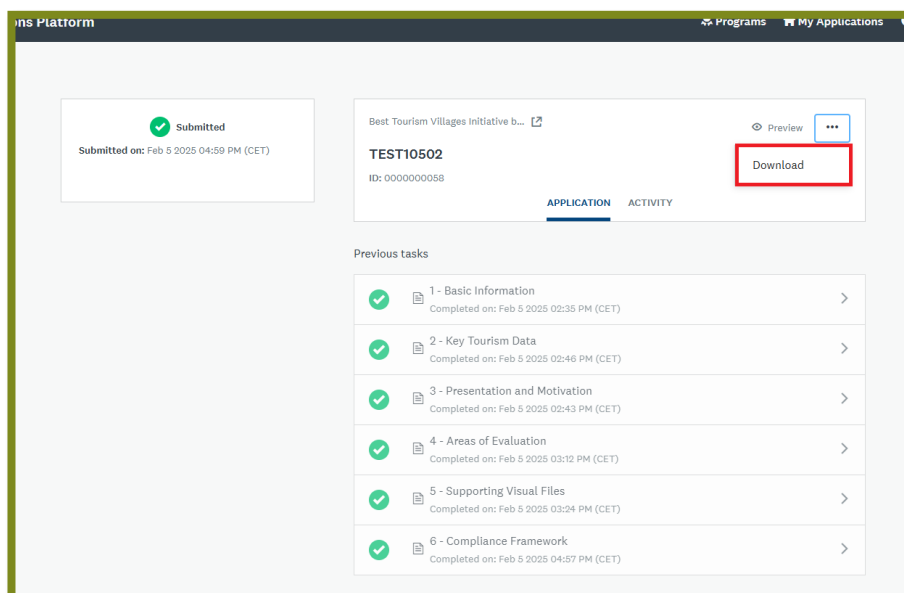 ons Platform
Programs
My Applications
Submitted
Submitted on: Feb 5 2025 04:59 PM (CET)
Best Tourism Villages Initiative b...
Preview
...
TEST10502
Download
ID: 0000000058
APPLICATION
ACTIVITY
Previous tasks
1 - Basic Information
Completed on: Feb 5 2025 02:35 PM (CET)
2 - Key Tourism Data
Completed on: Feb 5 2025 02:46 PM (CET)
3 - Presentation and Motivation
Completed on: Feb 5 2025 02:43 PM (CET)
4 - Areas of Evaluation
Completed on: Feb 5 2025 03:12 PM (CET)
5 - Supporting Visual Files
Completed on: Feb 5 2025 03:24 PM (CET)
6 - Compliance Framework
Completed on: Feb 5 2025 04:57 PM (CET)